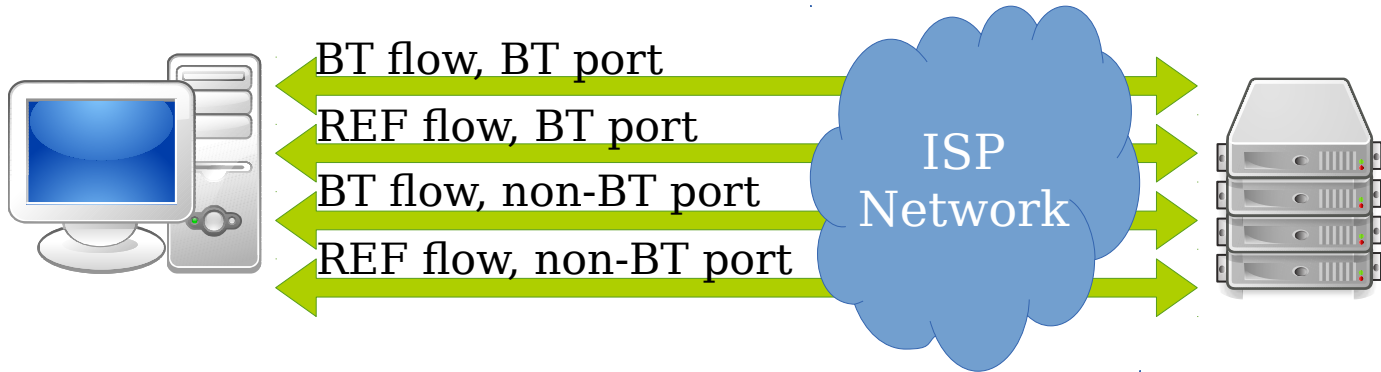 BT flow, BT port
REF flow, BT port
BT flow, non-BT port
REF flow, non-BT port
ISP
Network